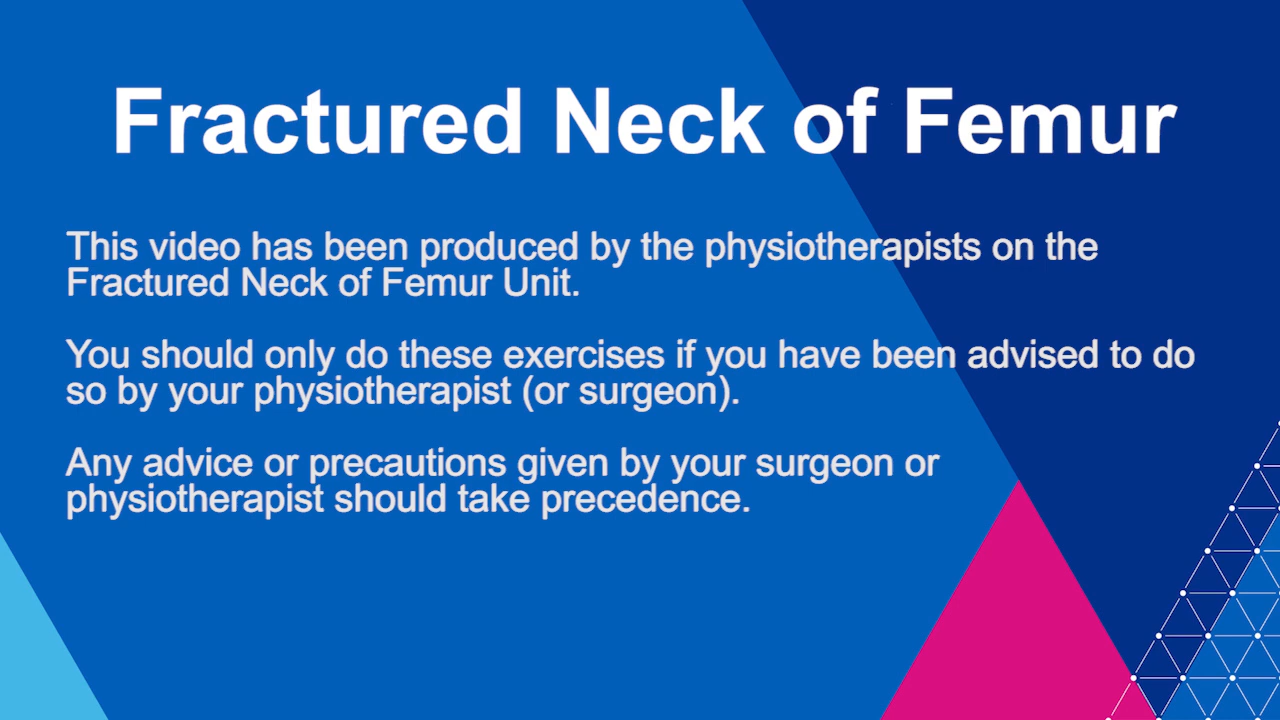 Fractured Neck of Femur
This video has been produced by the physiotherapists on the
Fractured Neck of Femur Unit.
You should only do these exercises if you have been advised to do
so by your physiotherapist (or surgeon).
Any advice or precautions given by your surgeon or
physiotherapist should take precedence.